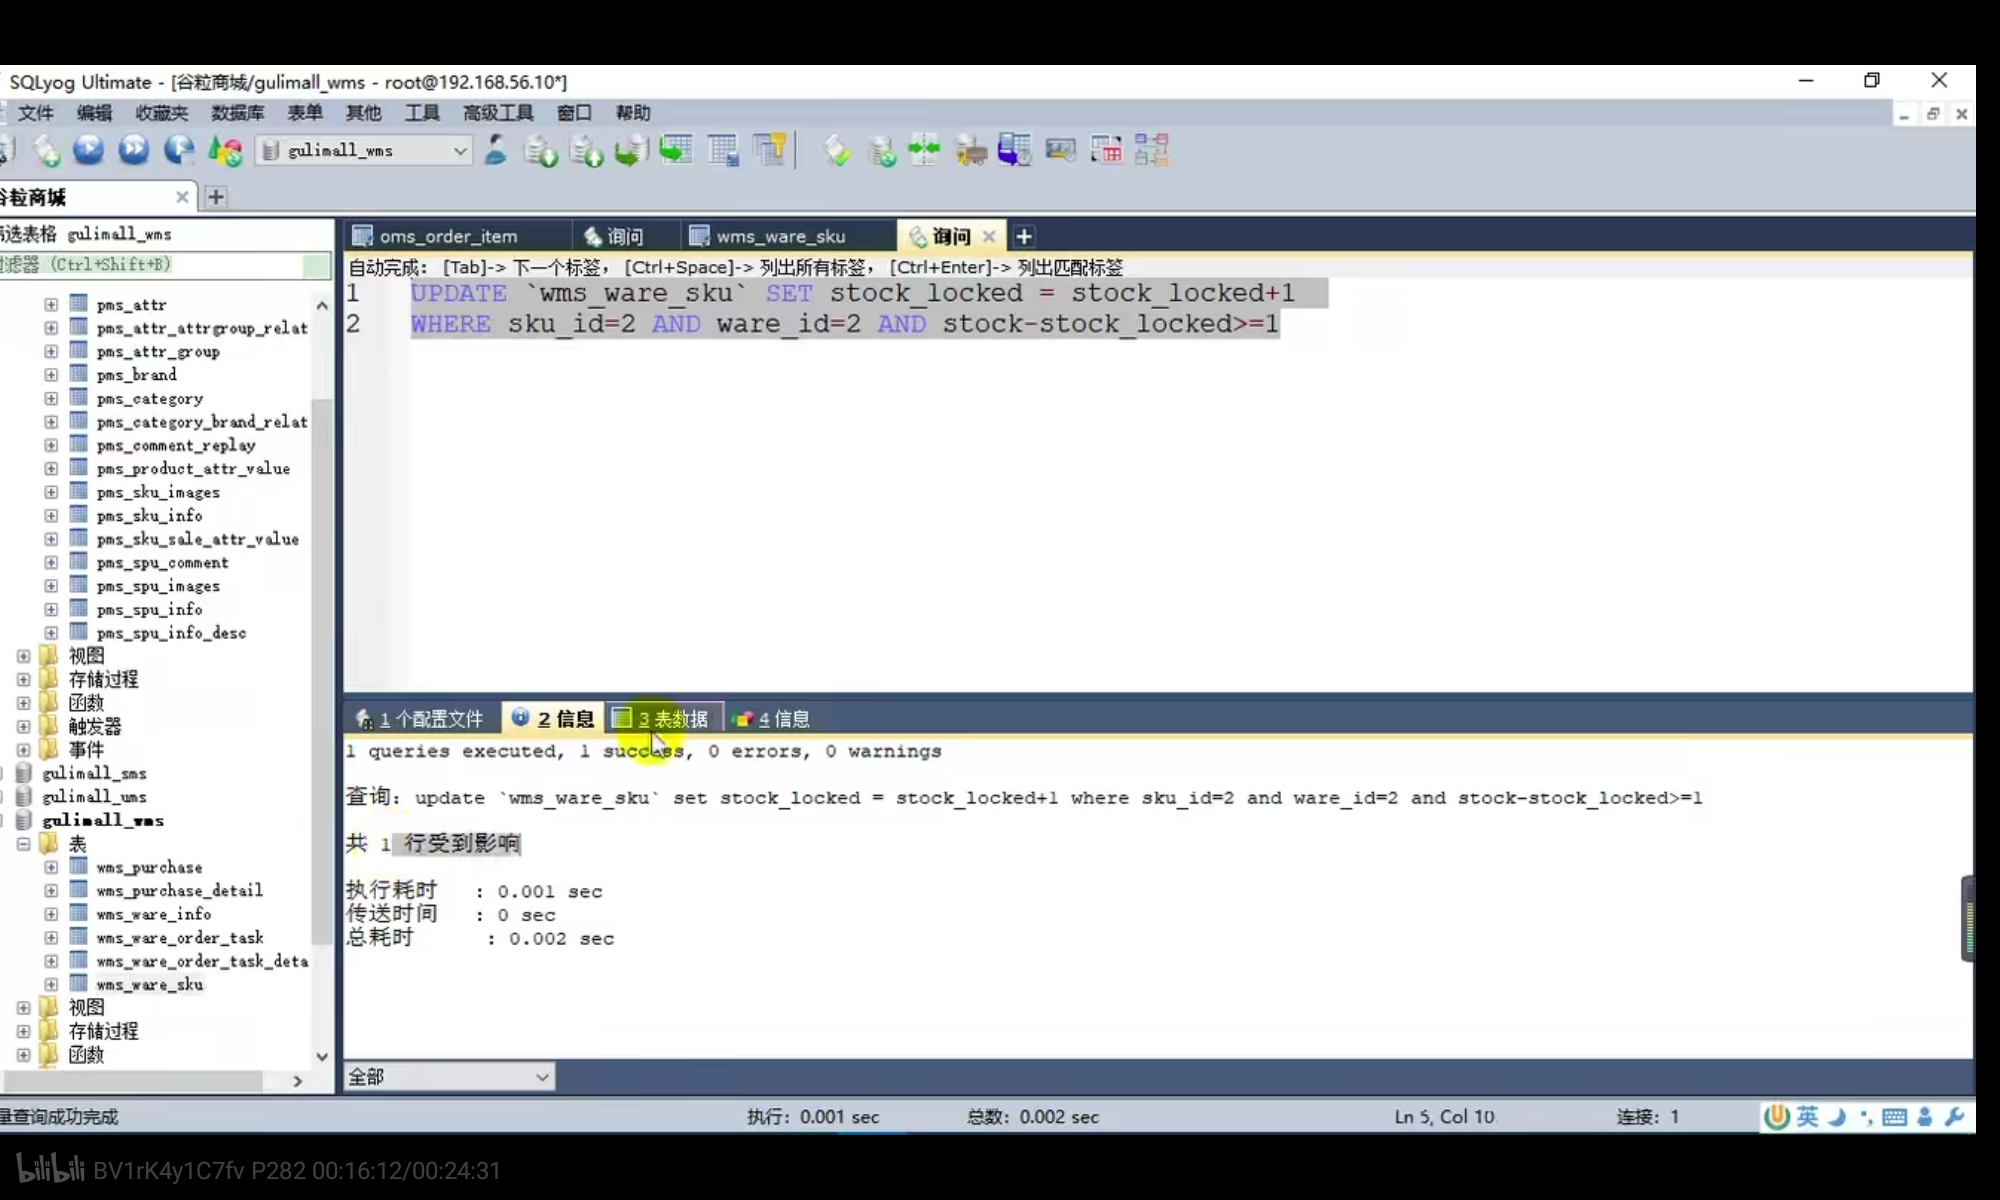 SQLyog Ultimate - [谷粒商城/gulimall_wms - root@192.168.56.10*]
文件 编辑 收藏夹 数据库 表单 其他 工具 高级工具 窗口 帮助
gulimall_wms
谷粒商城
筛选表格 gulimall_wms
过滤器 (Ctrl+Shift+B)
pms_attr
pms_attr_attrgroup_relat
pms_attr_group
pms_brand
pms_category
pms_category_brand_relat
pms_comment_replay
pms_product_attr_value
pms_sku_images
pms_sku_info
pms_sku_sale_attr_value
pms_spu_comment
pms_spu_images
pms_spu_info
pms_spu_info_desc
视图
存储过程
函数
触发器
事件
gulimall_sms
gulimall_ums
gulimall_wms
表
wms_purchase
wms_purchase_detail
wms_ware_info
wms_ware_order_task
wms_ware_order_task_deta
wms_ware_sku
视图
存储过程
函数
oms_order_item 询问 wms_ware_sku 询问
自动完成: [Tab]-> 下一个标签, [Ctrl+Space]-> 列出所有标签, [Ctrl+Enter]-> 列出匹配标签
1 UPDATE `wms_ware_sku` SET stock_locked = stock_locked+1
2 WHERE sku_id=2 AND ware_id=2 AND stock-stock_locked>=1
1 个配置文件 2 信息 3 表数据 4 信息
1 queries executed, 1 success, 0 errors, 0 warnings
查询: update `wms_ware_sku` set stock_locked = stock_locked+1 where sku_id=2 and ware_id=2 and stock-stock_locked>=1
共 1 行受到影响
执行耗时 : 0.001 sec
传送时间 : 0 sec
总耗时 : 0.002 sec
全部
量查询成功完成 执行: 0.001 sec 总数: 0.002 sec Ln 5, Col 10 连接: 1 英
bilibili BV1rK4y1C7fv P282 00:16:12/00:24:31